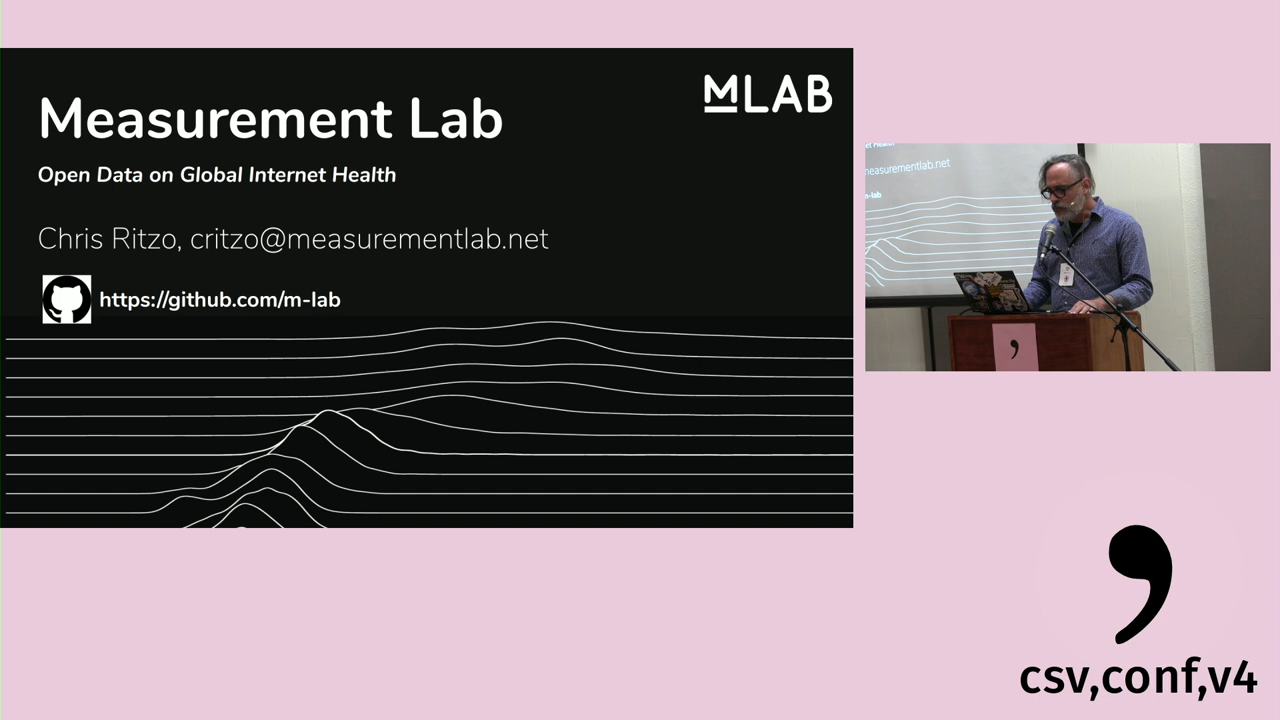 Measurement Lab
MLAB
Open Data on Global Internet Health
Chris Ritzo, critzo@measurementlab.net
https://github.com/m-lab
measurementlab.net
csv,conf,v4